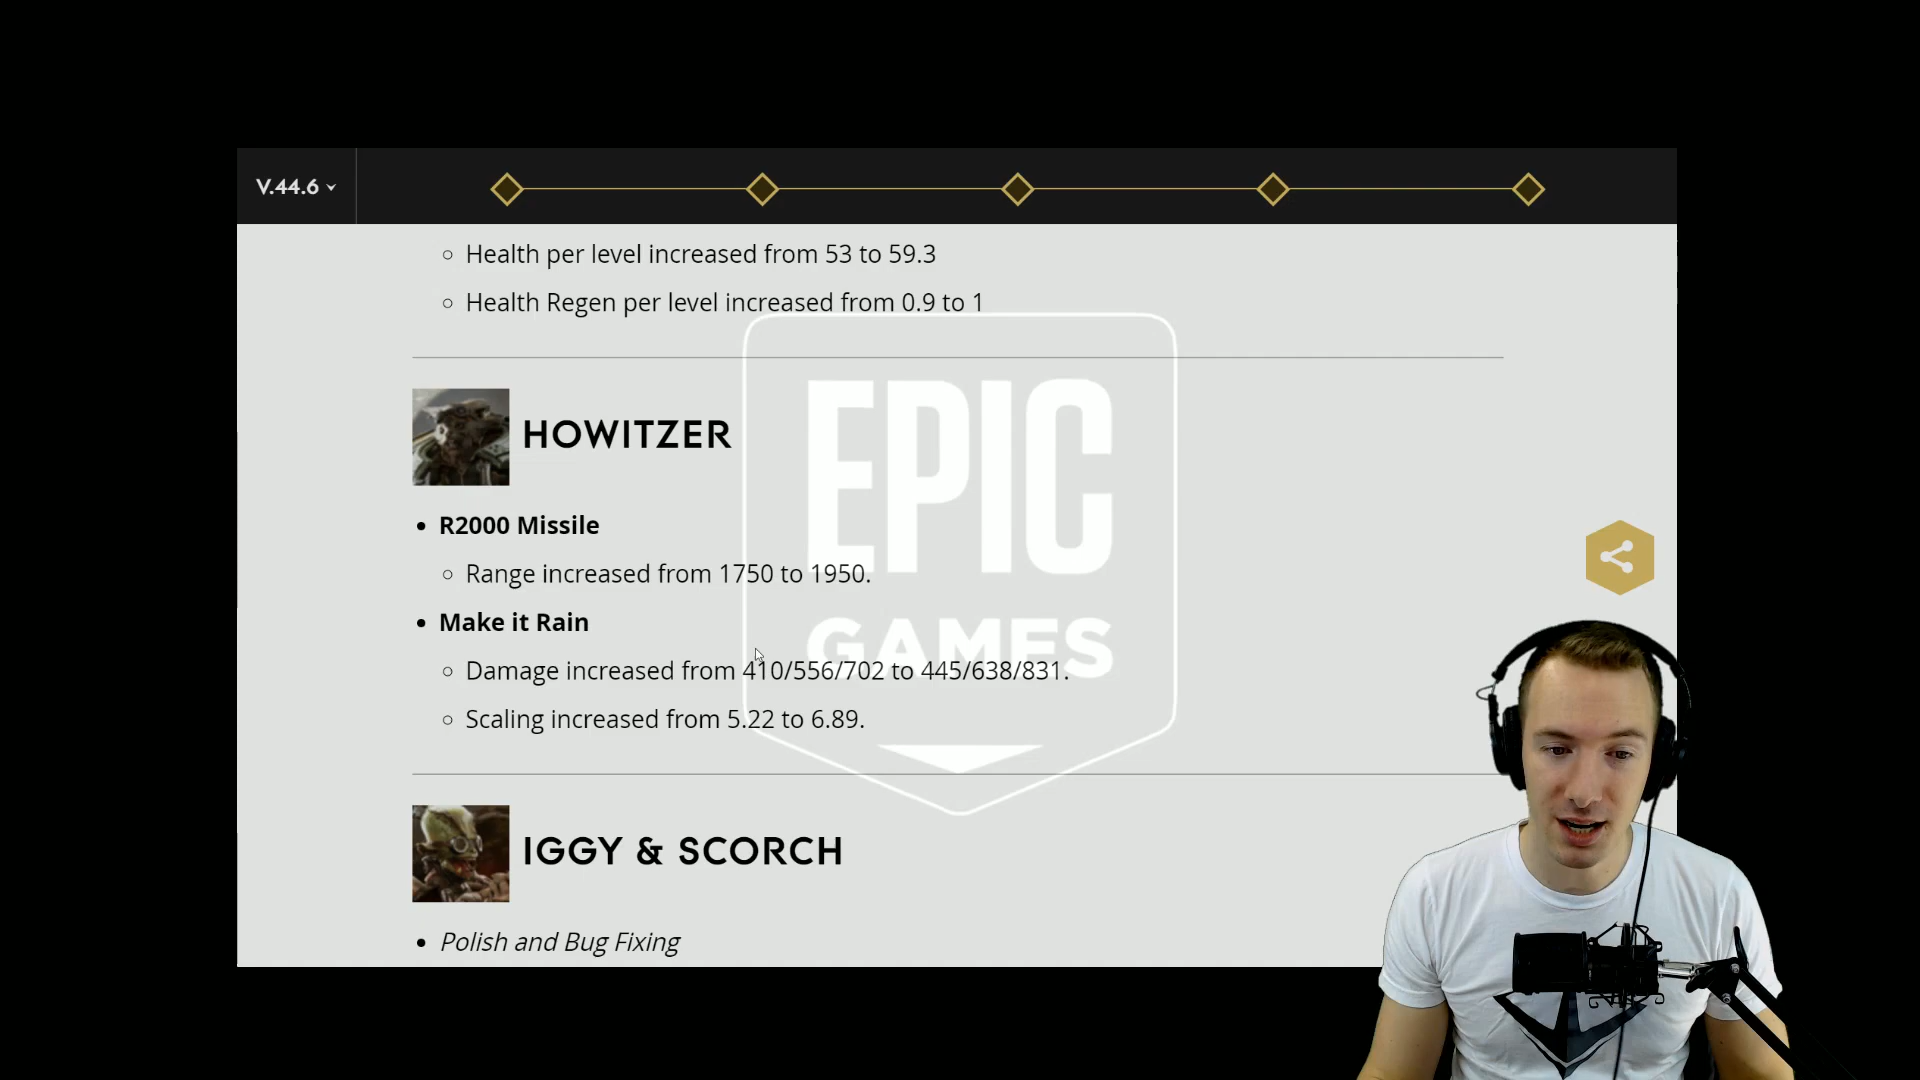 V.44.6
Health per level increased from 53 to 59.3
Health Regen per level increased from 0.9 to 1
HOWITZER
R2000 Missile
Range increased from 1750 to 1950.
Make it Rain
Damage increased from 410/556/702 to 445/638/831.
Scaling increased from 5.22 to 6.89.
IGGY & SCORCH
Polish and Bug Fixing
EPIC
GAMES